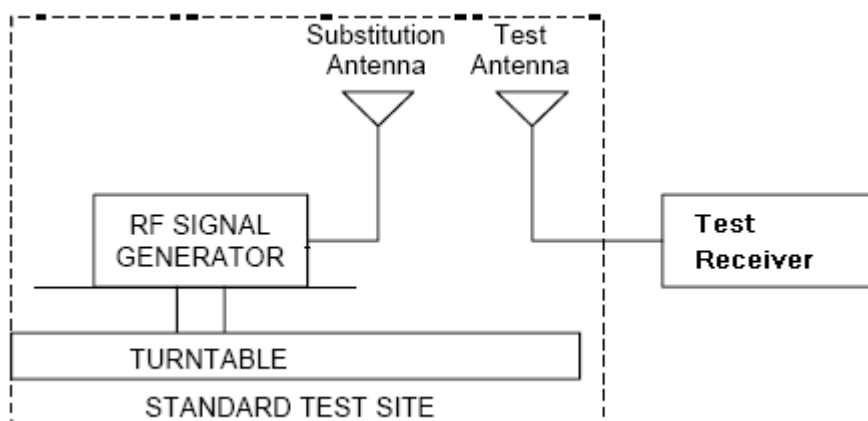 Substitution
Antenna
Test
Antenna
RF SIGNAL
GENERATOR
Test
Receiver
TURNTABLE
STANDARD TEST SITE